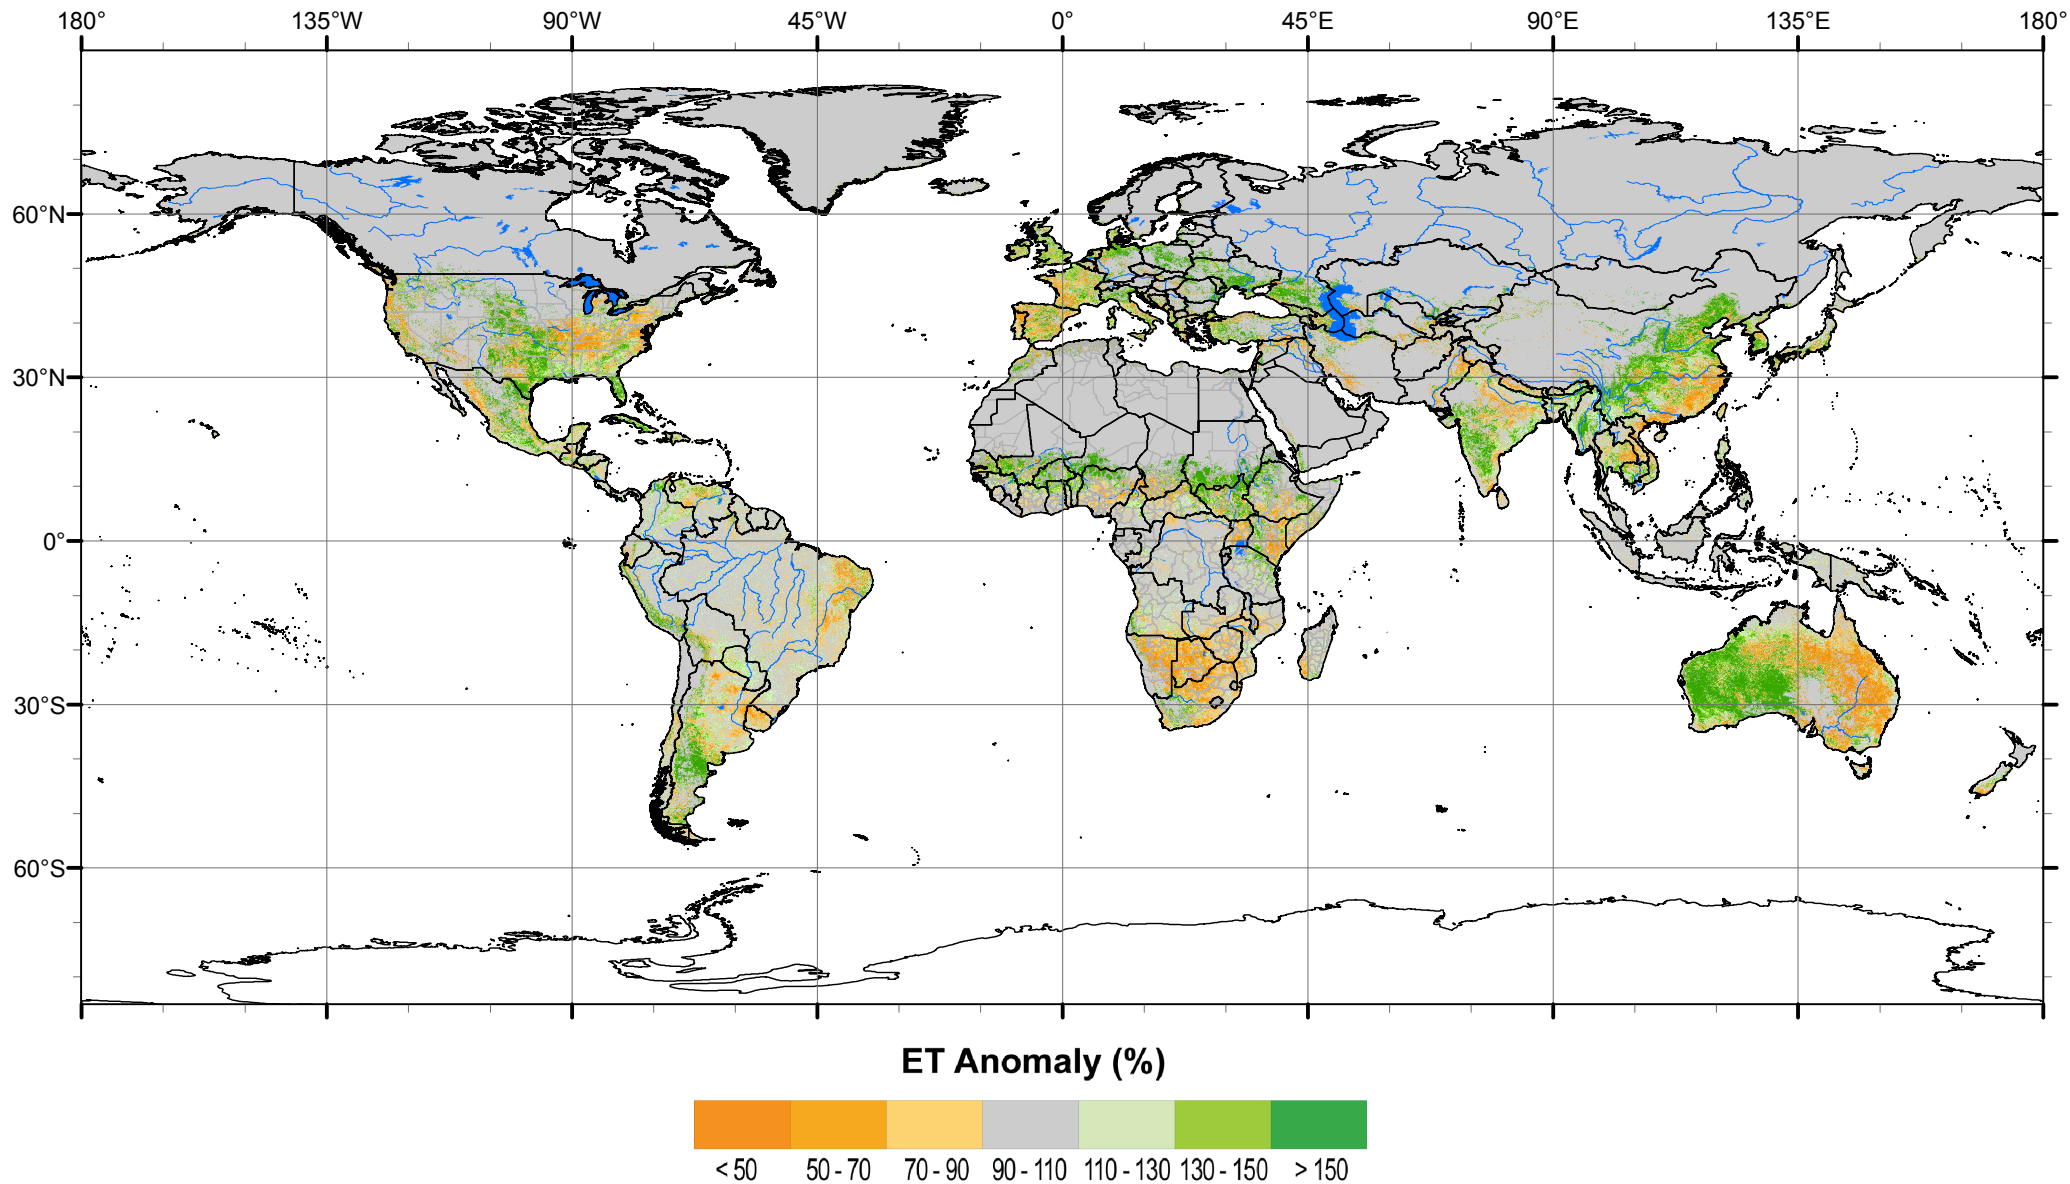 180° 135°W 90°W 45°W 0° 45°E 90°E 135°E 180°
60°N
30°N
0°
30°S
60°S
ET Anomaly (%)
< 50 50 - 70 70 - 90 90 - 110 110 - 130 130 - 150 > 150